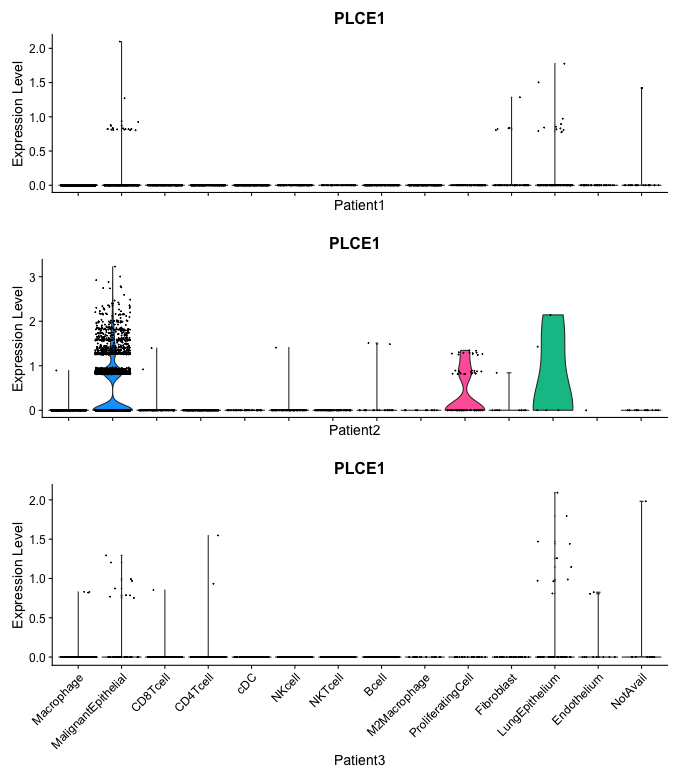 PLCE1
Expression Level
2.0
1.5
1.0
0.5
0.0
Patient1
PLCE1
Expression Level
3
2
1
0
Patient2
PLCE1
Expression Level
2.0
1.5
1.0
0.5
0.0
Macrophage
MalignantEpithelial
CD8Tcell
CD4Tcell
cDC
NKcell
NKTcell
Bcell
M2Macrophage
ProliferatingCell
Fibroblast
LungEpithelium
Endothelium
NotAvail
Patient3